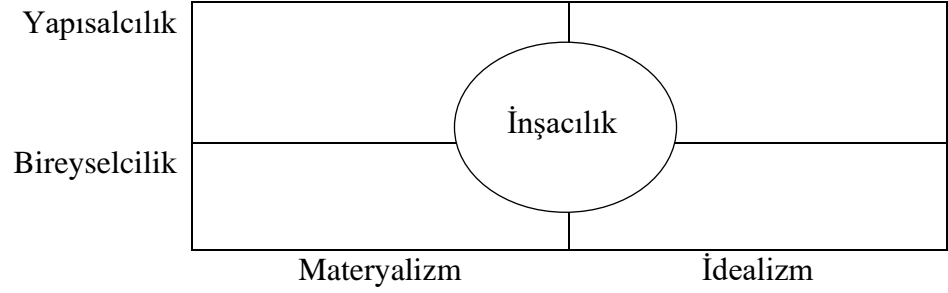 Yapısalcılık
İnşacılık
Bireyselcilik
Materyalizm
İdealizm